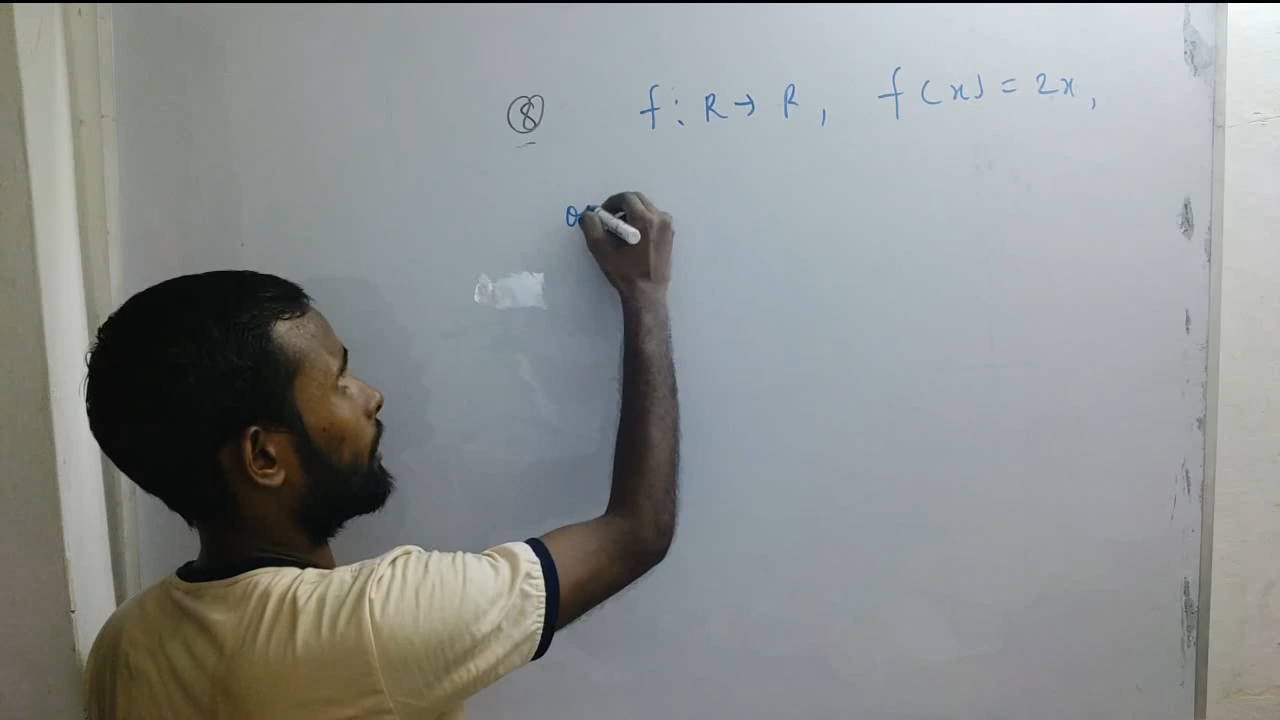 ⑧ f : R → R , f(x) = 2x ,